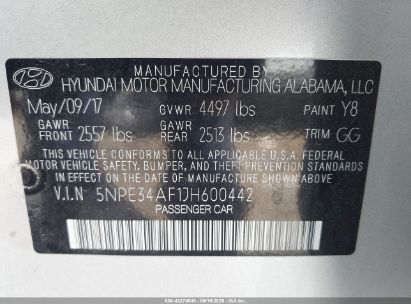 MANUFACTURED BY
HYUNDAI MOTOR MANUFACTURING ALABAMA, LLC
May/09/17 GVWR 4497 lbs PAINT Y8
GAWR FRONT 2557 lbs GAWR REAR 2513 lbs TRIM GG
THIS VEHICLE CONFORMS TO ALL APPLICABLE U.S.A. FEDERAL
MOTOR VEHICLE SAFETY, BUMPER, AND THEFT PREVENTION STANDARDS
IN EFFECT ON THE DATE OF MANUFACTURE SHOWN ABOVE.
V.I.N 5NPE34AF1JH600442
PASSENGER CAR